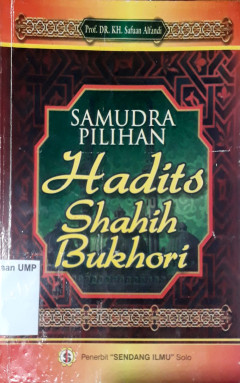 Prof. DR. KH. Safuan Alfandi
SAMUDRA
PILIHAN
Hadits
Shahih
Bukhori
san UMP
Penerbit "SENDANG ILMU" Solo